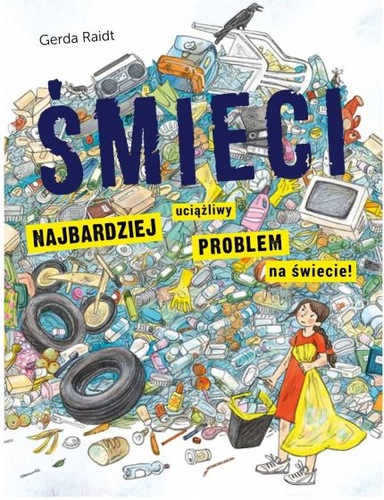 Gerda Raidt
ŚMIECI
uciążliwy
NAJBARDZIEJ
PROBLEM
na świecie!